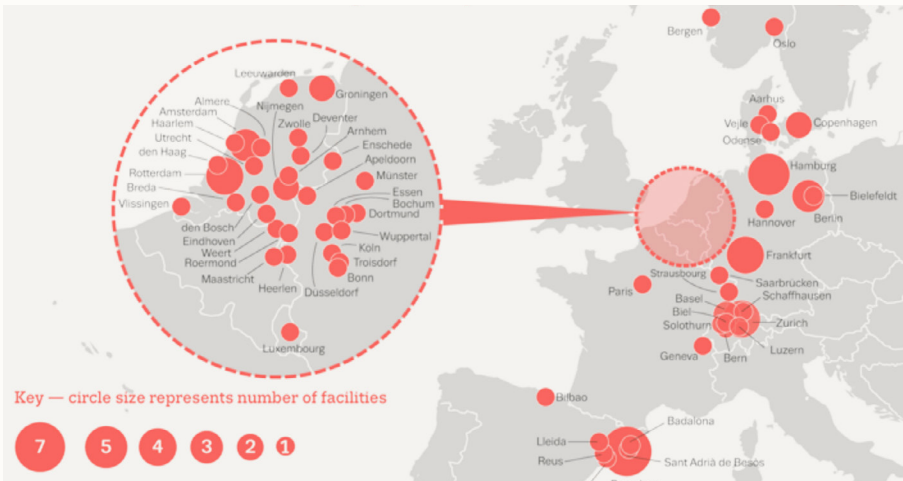 Bergen
Oslo
Leeuwarden
Groningen
Almere
Nijmegen
Amsterdam
Deventer
Haarlem
Zwolle
Arnhem
Utrecht
Enschede
den Haag
Apeldoorn
Rotterdam
Münster
Breda
Essen
Vlissingen
Bochum
Dortmund
den Bosch
Wuppertal
Eindhoven
Weert
Köln
Roermond
Troisdorf
Maastricht
Bonn
Heerlen
Düsseldorf
Luxembourg
Aarhus
Vejle
Copenhagen
Odense
Hamburg
Bielefeldt
Berlin
Hannover
Frankfurt
Strausbourg
Saarbrücken
Paris
Schaffhausen
Basel
Biel
Zurich
Solothurn
Luzern
Geneva
Bern
Bilbao
Badalona
Lleida
Reus
Sant Adrià de Besòs
Key — circle size represents number of facilities
7 5 4 3 2 1